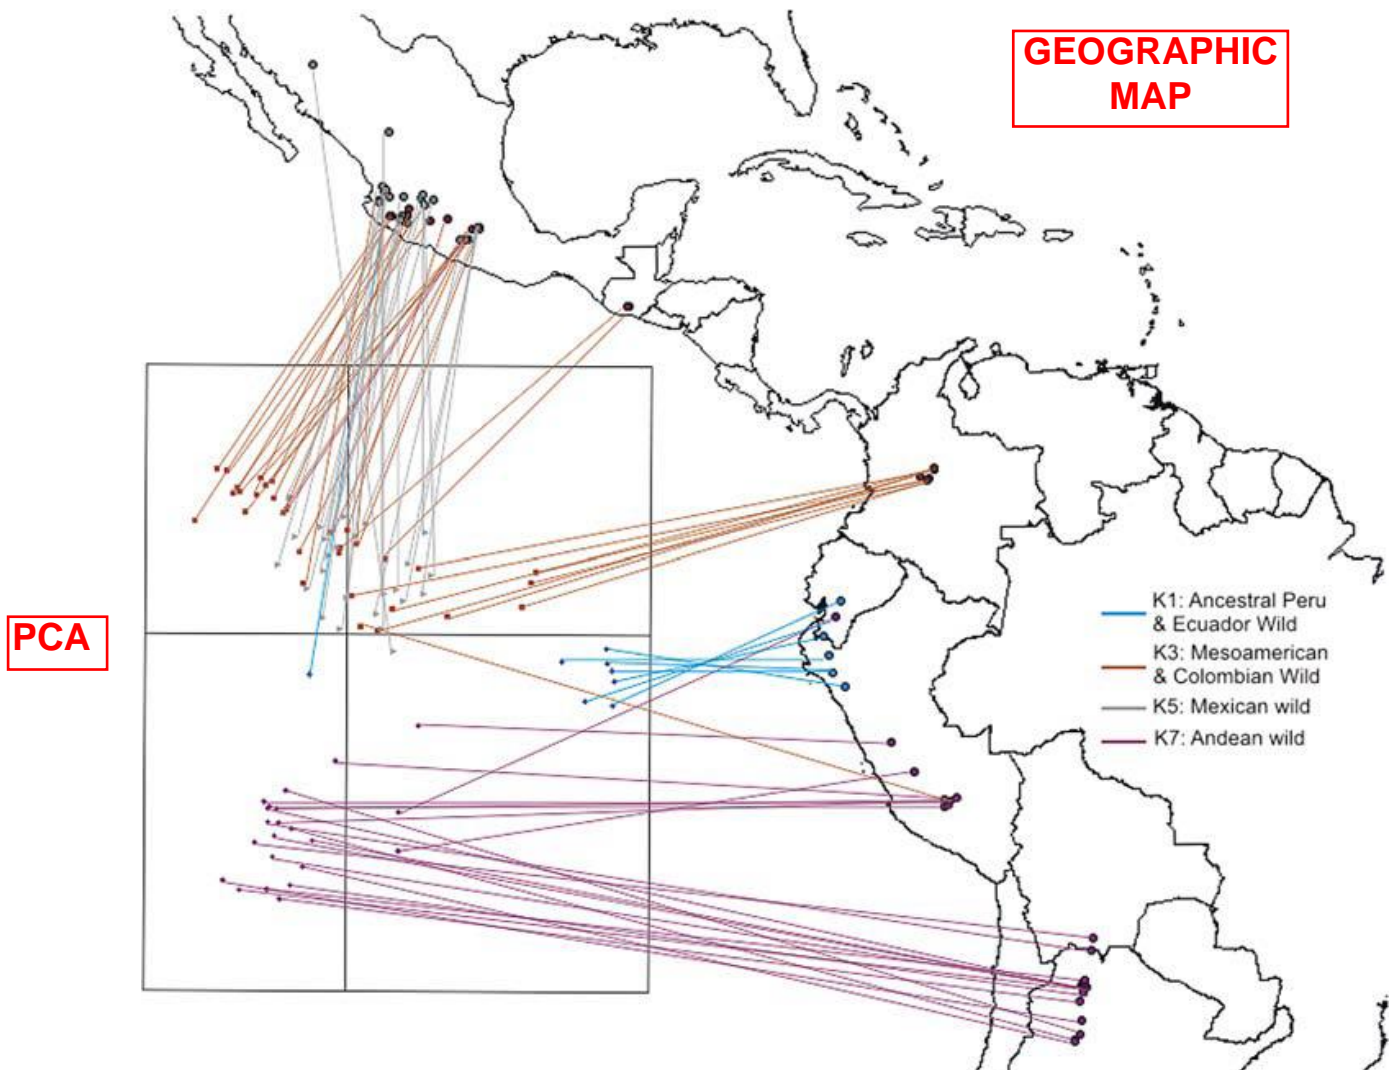 GEOGRAPHIC
MAP
PCA
K1: Ancestral Peru
& Ecuador Wild
K3: Mesoamerican
& Colombian Wild
K5: Mexican wild
K7: Andean wild